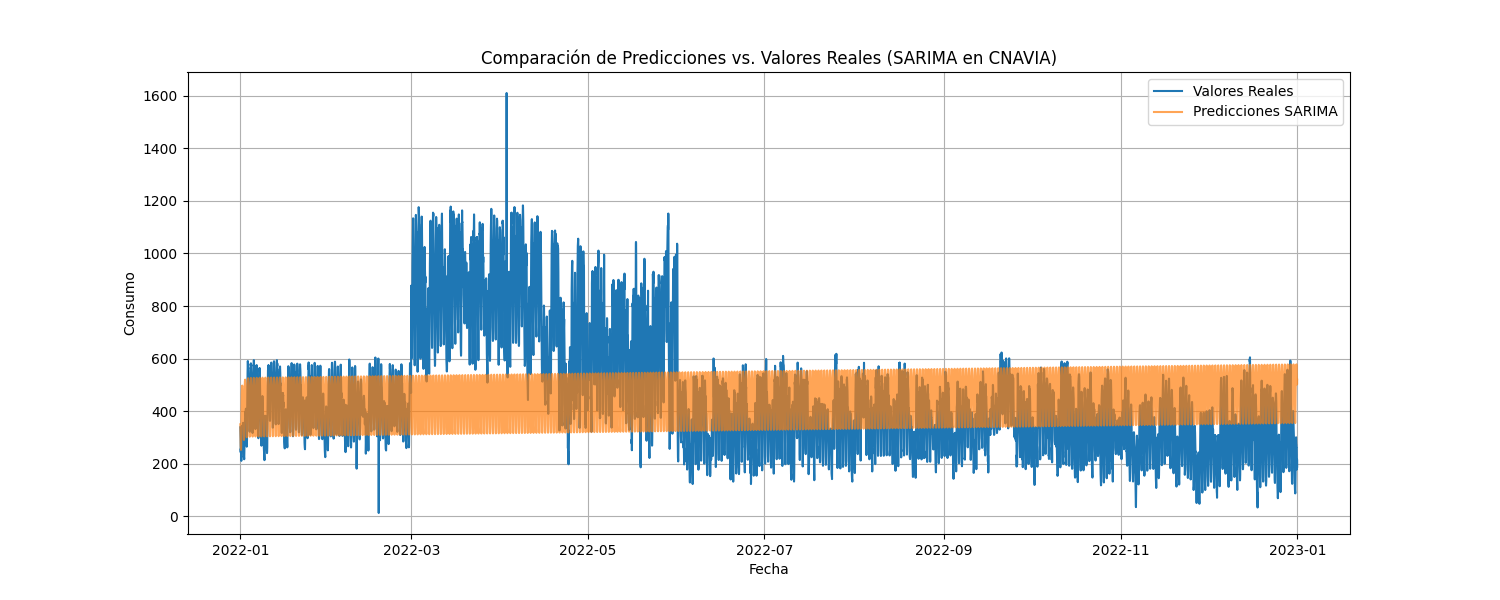 Comparación de Predicciones vs. Valores Reales (SARIMA en CNAVIA)
Valores Reales
Predicciones SARIMA
Consumo
1600
1400
1200
1000
800
600
400
200
0
2022-01 2022-03 2022-05 2022-07 2022-09 2022-11 2023-01
Fecha